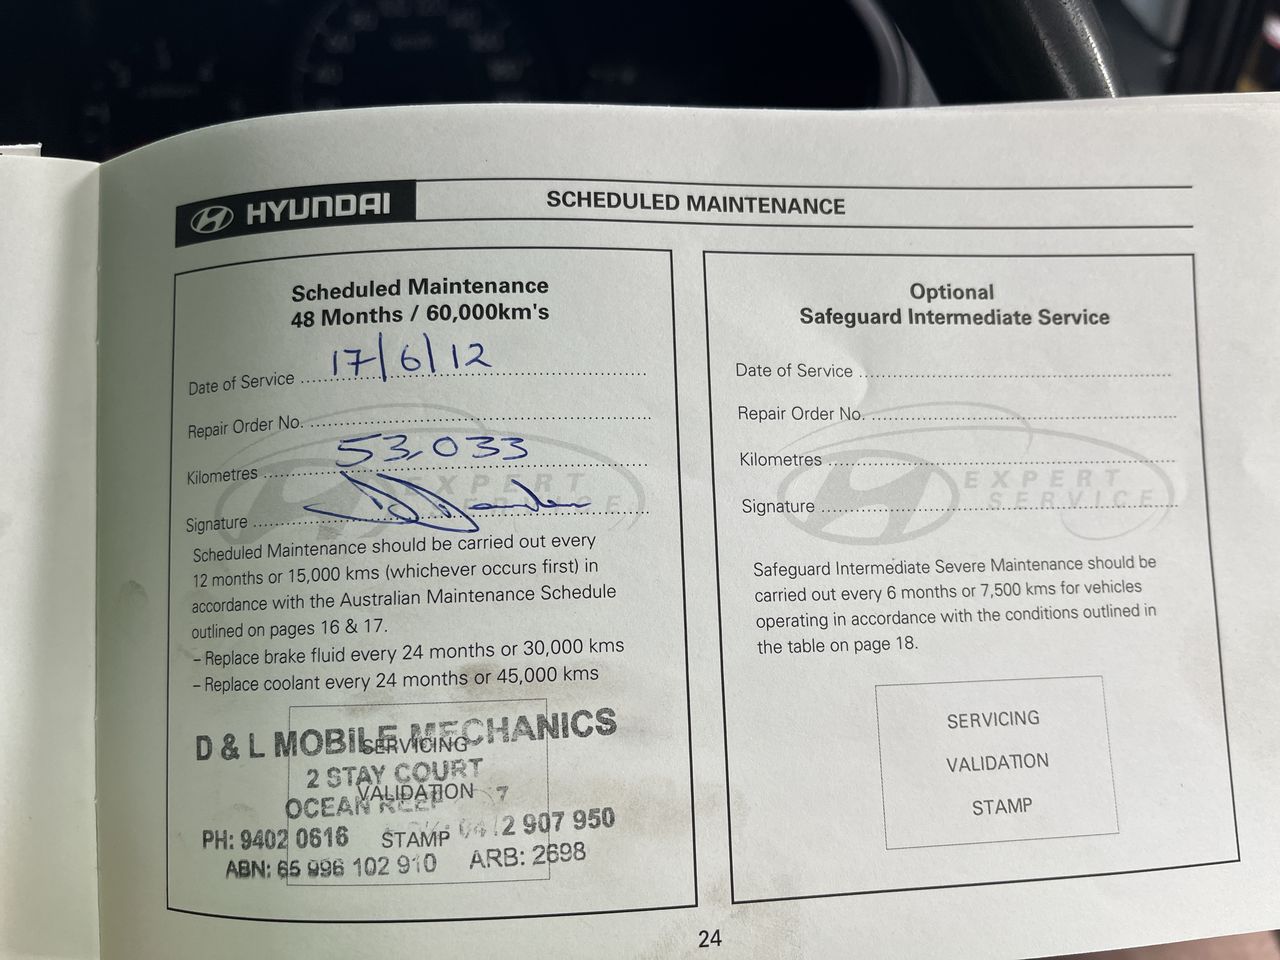 HYUNDAI
SCHEDULED MAINTENANCE
Scheduled Maintenance
48 Months / 60,000km's
Date of Service 17/6/12
Repair Order No.
Kilometres 53,033
Signature
EXPERT
SERVICE
Scheduled Maintenance should be carried out every
12 months or 15,000 kms (whichever occurs first) in
accordance with the Australian Maintenance Schedule
outlined on pages 16 & 17.
– Replace brake fluid every 24 months or 30,000 kms
– Replace coolant every 24 months or 45,000 kms
D & L MOBILE MECHANICS
SERVICING
2 STAY COURT
VALIDATION
OCEAN REEF
STAMP
PH: 9402 0616 2 907 950
ABN: 65 996 102 910 ARB: 2698
Optional
Safeguard Intermediate Service
Date of Service
Repair Order No.
Kilometres
Signature
EXPERT
SERVICE
Safeguard Intermediate Severe Maintenance should be
carried out every 6 months or 7,500 kms for vehicles
operating in accordance with the conditions outlined in
the table on page 18.
SERVICING
VALIDATION
STAMP
24